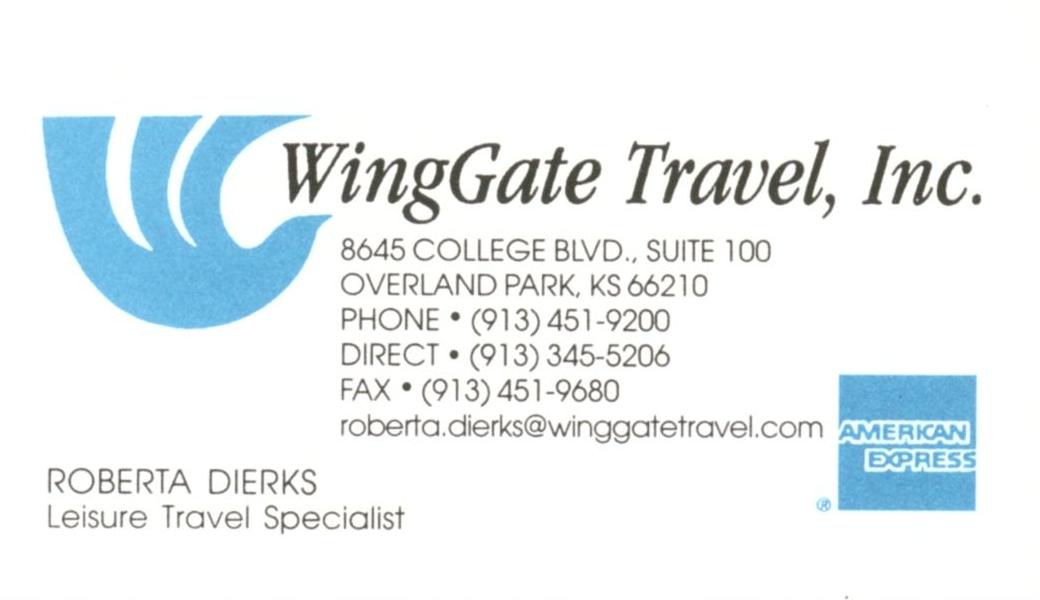 WingGate Travel, Inc.
8645 COLLEGE BLVD., SUITE 100
OVERLAND PARK, KS 66210
PHONE • (913) 451-9200
DIRECT • (913) 345-5206
FAX • (913) 451-9680
roberta.dierks@winggatetravel.com
AMERICAN
EXPRESS
®
ROBERTA DIERKS
Leisure Travel Specialist